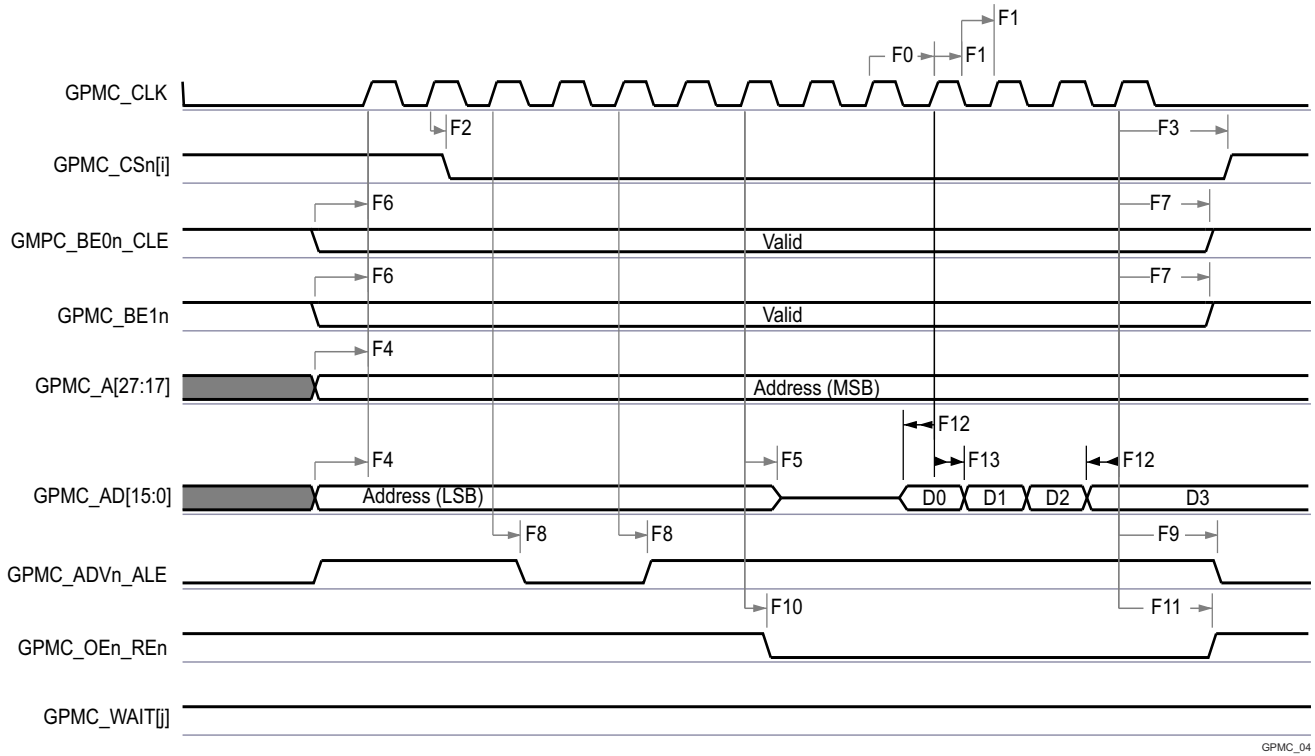 F1
F0 F1
GPMC_CLK
F2 F3
GPMC_CSn[i]
F6 F7
GMPC_BE0n_CLE Valid
F6 F7
GPMC_BE1n Valid
F4
GPMC_A[27:17] Address (MSB)
F12
F4 F5 F13 F12
GPMC_AD[15:0] Address (LSB) D0 D1 D2 D3
F8 F8 F9
GPMC_ADVn_ALE
F10 F11
GPMC_OEn_REn
GPMC_WAIT[j]
GPMC_04